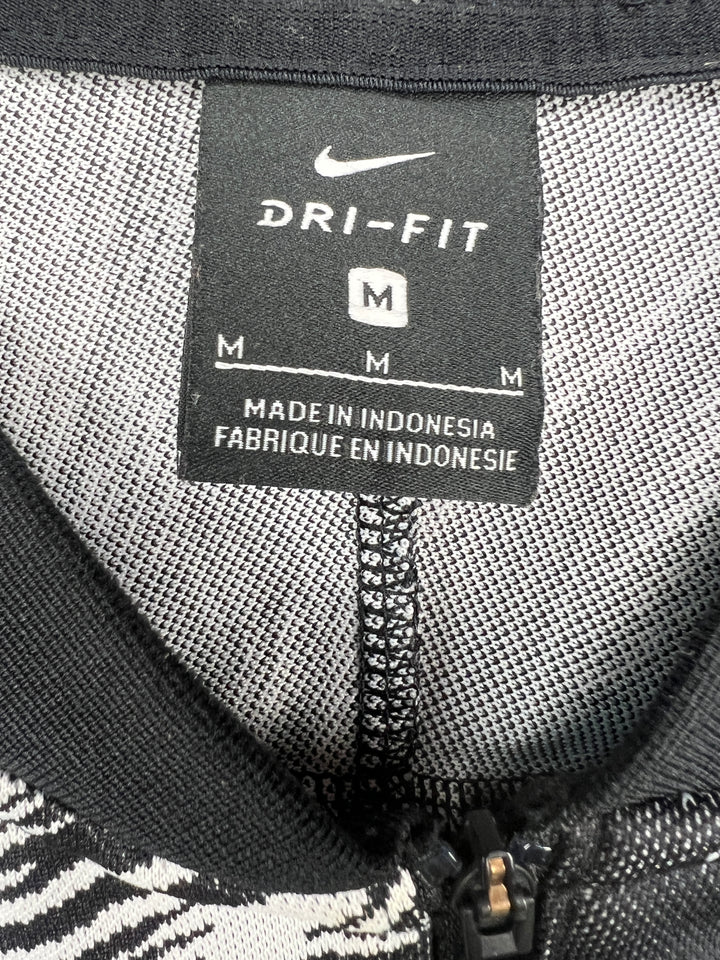 DRI-FIT
M
M M M
MADE IN INDONESIA
FABRIQUE EN INDONESIE